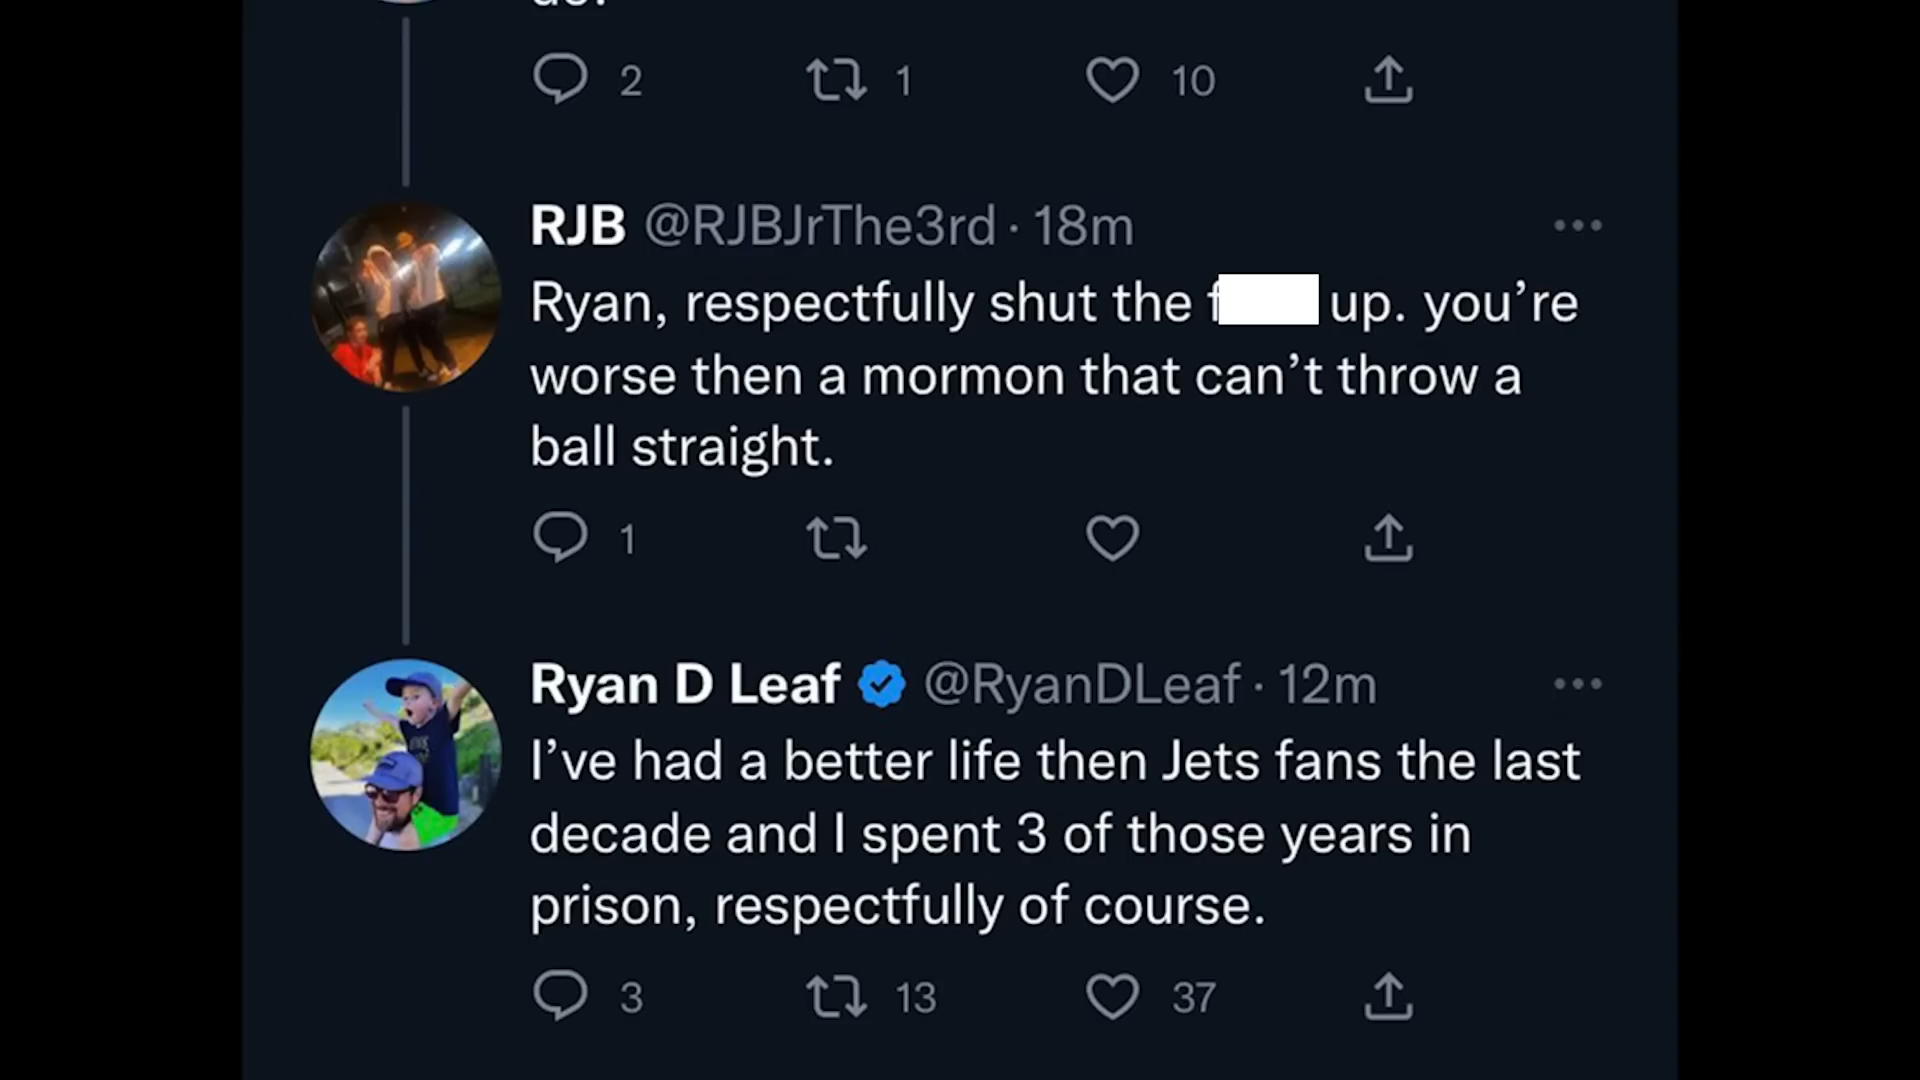 2 1 10
RJB @RJBJrThe3rd · 18m
Ryan, respectfully shut the f up. you’re
worse then a mormon that can’t throw a
ball straight.
1
Ryan D Leaf @RyanDLeaf · 12m
I’ve had a better life then Jets fans the last
decade and I spent 3 of those years in
prison, respectfully of course.
3 13 37